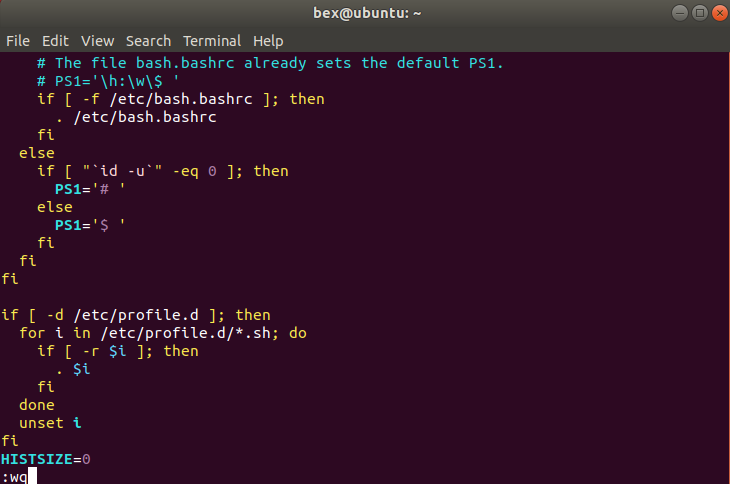 bex@ubuntu: ~
File Edit View Search Terminal Help
    # The file bash.bashrc already sets the default PS1.
    # PS1='\h:\w\$ '
    if [ -f /etc/bash.bashrc ]; then
      . /etc/bash.bashrc
    fi
  else
    if [ "`id -u`" -eq 0 ]; then
      PS1='# '
    else
      PS1='$ '
    fi
  fi
fi

if [ -d /etc/profile.d ]; then
  for i in /etc/profile.d/*.sh; do
    if [ -r $i ]; then
      . $i
    fi
  done
  unset i
fi
HISTSIZE=0
:wq